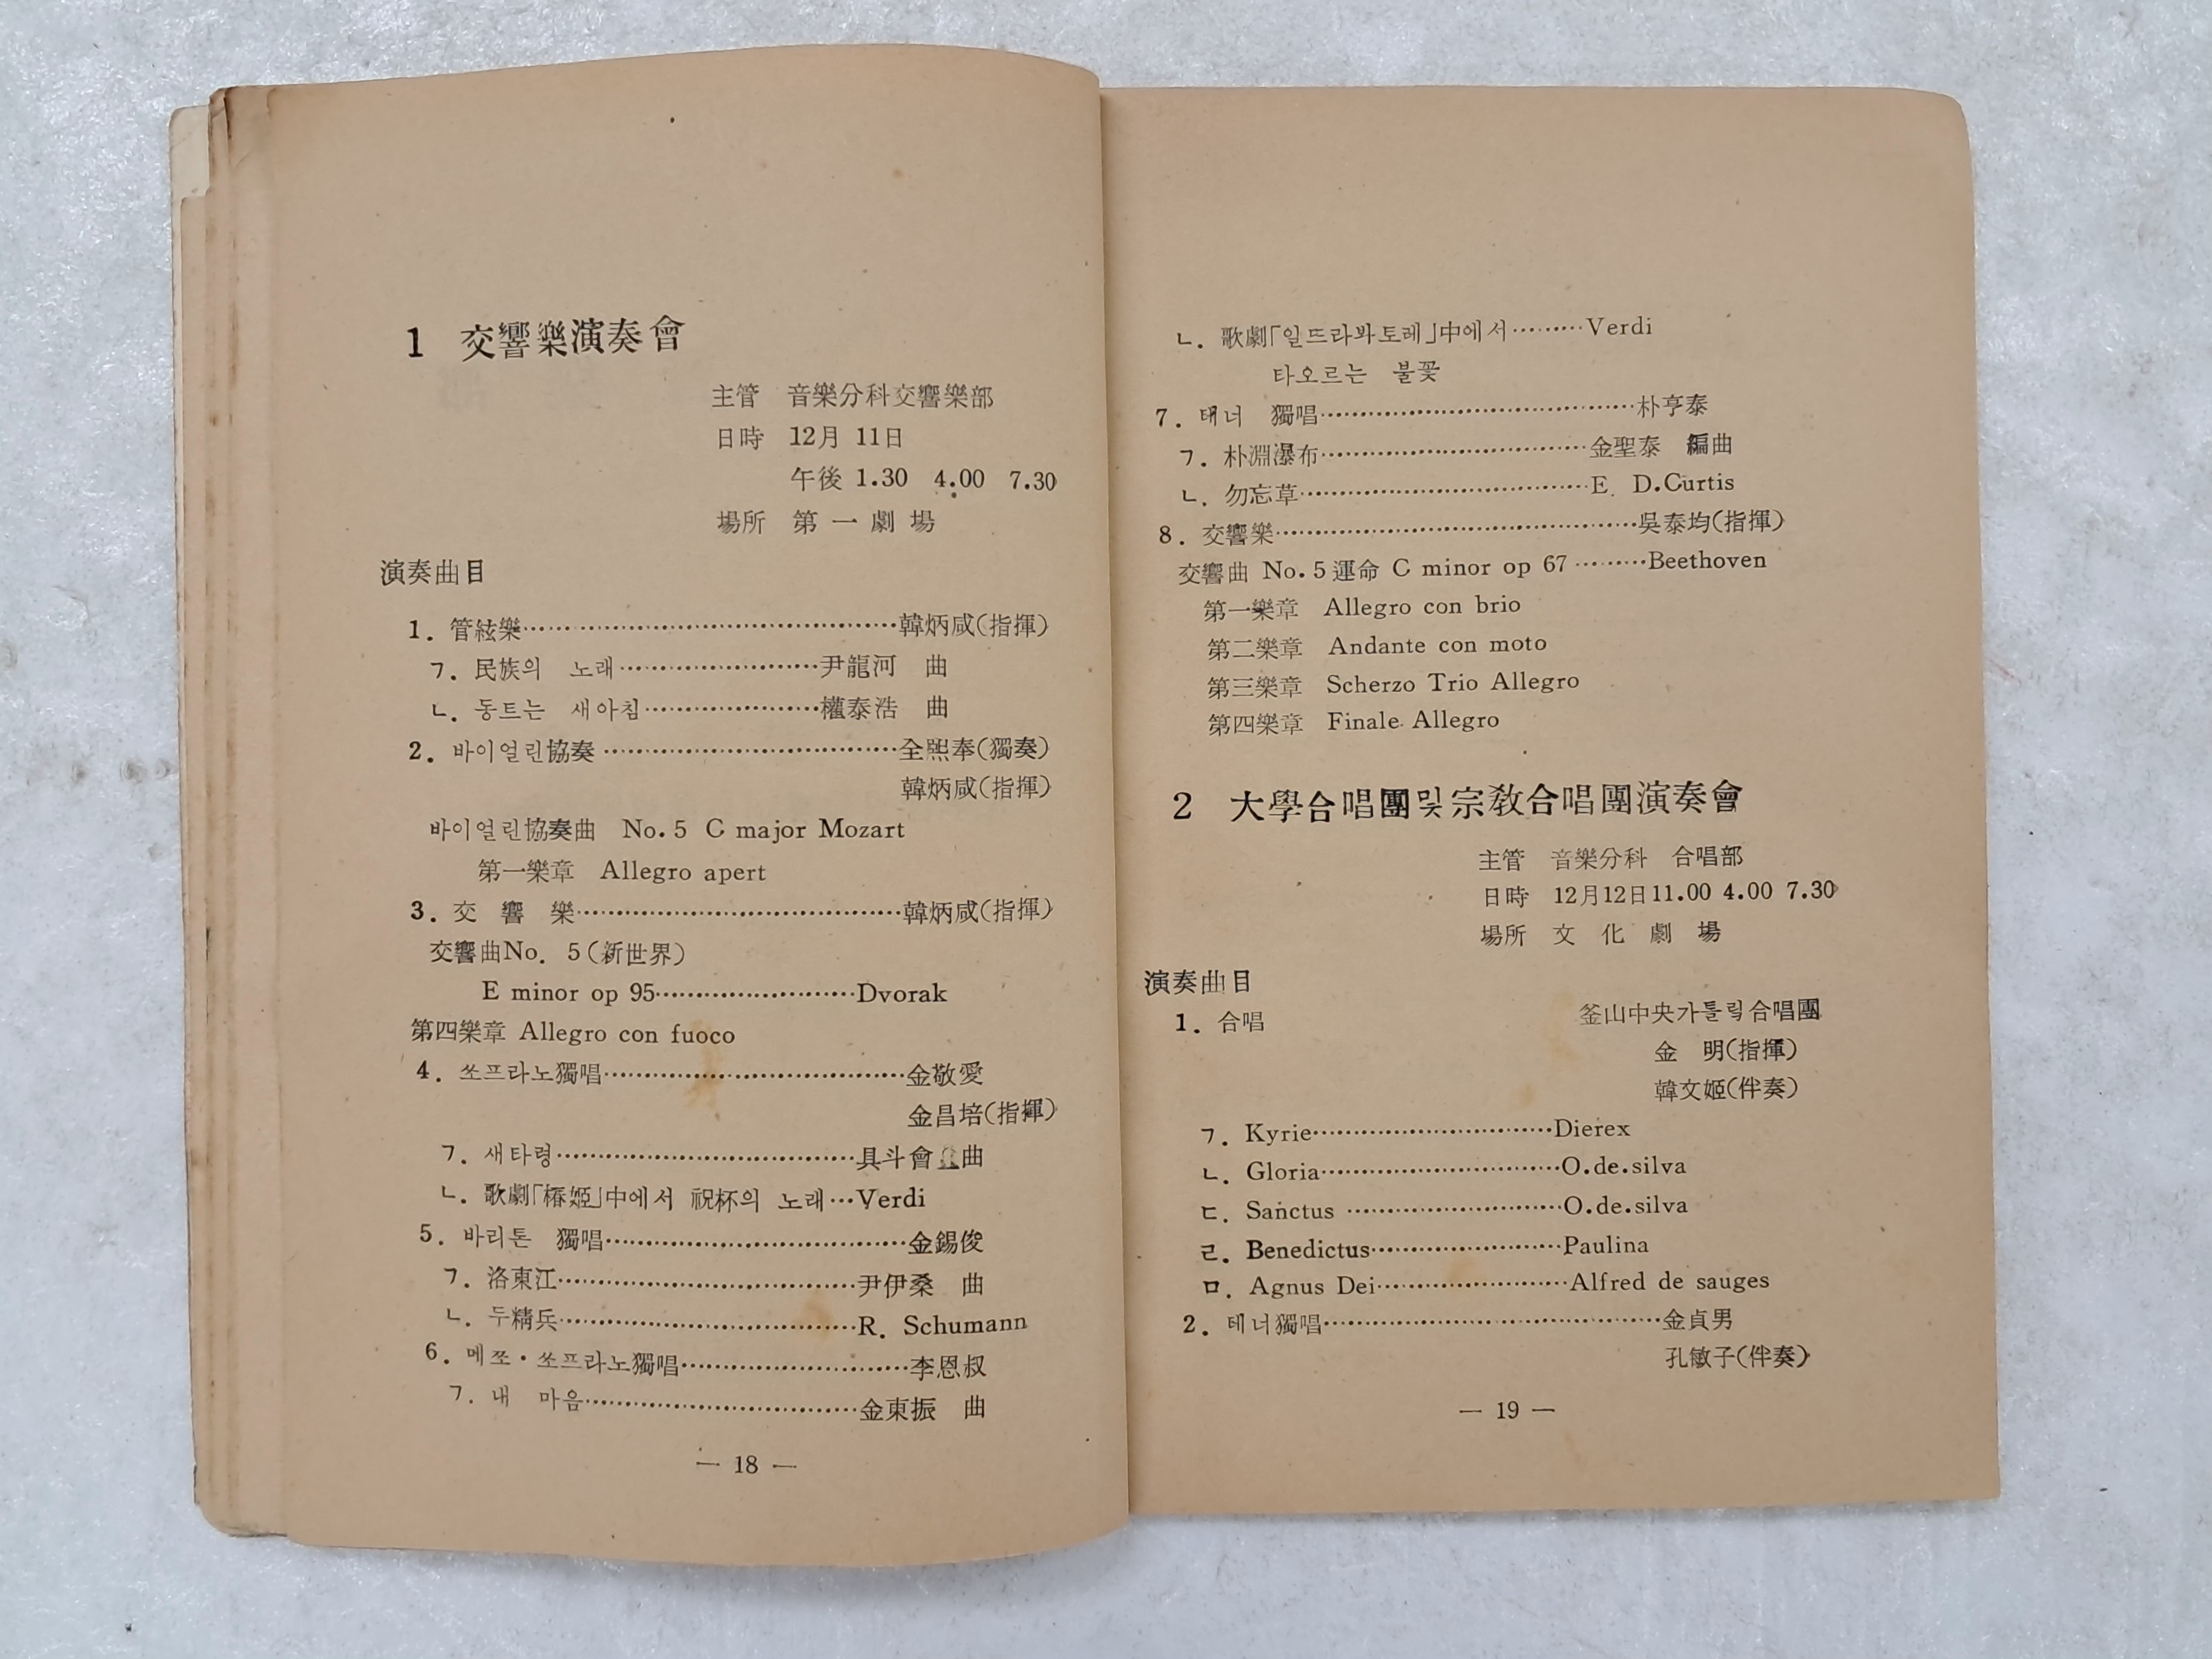 1 交響樂演奏會
主管 音樂分科交響樂部
日時 12月 11日
午後 1.30 4.00 7.30
場所 第一劇場
演奏曲目
1. 管絃樂……………………………………韓炳咸(指揮)
ㄱ. 民族의 노래……………………尹龍河 曲
ㄴ. 동트는 새아침…………………權泰浩 曲
2. 바이얼린協奏……………………………全熙奉(獨奏)
韓炳咸(指揮)
바이얼린協奏曲 No. 5 C major Mozart
第一樂章 Allegro apert
3. 交響樂………………………………韓炳咸(指揮)
交響曲No. 5(新世界)
E minor op 95……………………Dvorak
第四樂章 Allegro con fuoco
4. 쏘프라노獨唱……………………………金敬愛
金昌培(指揮)
ㄱ. 새타령……………………………具斗會 曲
ㄴ. 歌劇「椿姬」中에서 祝杯의 노래…Verdi
5. 바리톤 獨唱……………………………金錫俊
ㄱ. 洛東江……………………………尹伊桑 曲
ㄴ. 두精兵……………………………R. Schumann
6. 메쪼·쏘프라노獨唱……………………李恩叔
ㄱ. 내 마음…………………………金東振 曲
— 18 —
ㄴ. 歌劇「일뜨라봐토레」中에서………Verdi
타오르는 불꽃
7. 태너 獨唱………………………………朴亨泰
ㄱ. 朴淵瀑布…………………………金聖泰 編曲
ㄴ. 勿忘草……………………………E. D.Curtis
8. 交響樂……………………………………吳泰均(指揮)
交響曲 No. 5運命 C minor op 67………Beethoven
第一樂章 Allegro con brio
第二樂章 Andante con moto
第三樂章 Scherzo Trio Allegro
第四樂章 Finale Allegro
2 大學合唱團및宗敎合唱團演奏會
主管 音樂分科 合唱部
日時 12月12日11.00 4.00 7.30
場所 文化劇場
演奏曲目
1. 合唱 釜山中央가톨릭合唱團
金 明(指揮)
韓文姬(伴奏)
ㄱ. Kyrie…………………………Dierex
ㄴ. Gloria…………………………O.de.silva
ㄷ. Sanctus………………………O.de.silva
ㄹ. Benedictus……………………Paulina
ㅁ. Agnus Dei……………………Alfred de sauges
2. 테너獨唱…………………………………金貞男
孔敏子(伴奏)
— 19 —